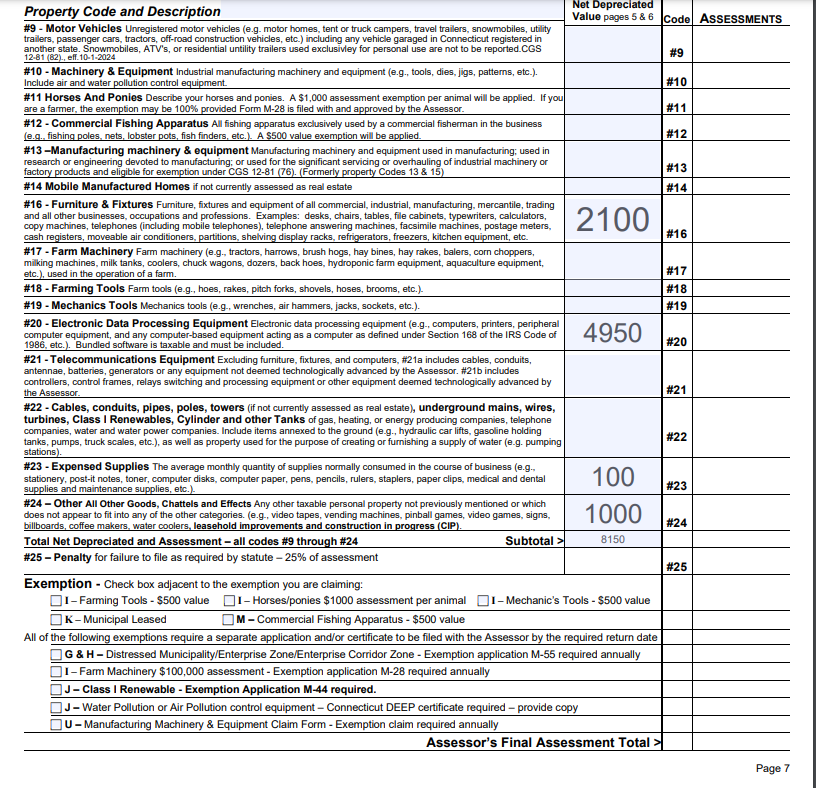 Property Code and Description
Net Depreciated
Value pages 5 & 6
Code
ASSESSMENTS
#9 - Motor Vehicles Unregistered motor vehicles (e.g. motor homes, tent or truck campers, travel trailers, snowmobiles, utility
trailers, passenger cars, tractors, off-road construction vehicles, etc.) including any vehicle garaged in Connecticut registered in
another state. Snowmobiles, ATV's, or residential untility trailers used exclusivley for personal use are not to be reported.CGS
12-81 (82)., eff.10-1-2024
#9
#10 - Machinery & Equipment Industrial manufacturing machinery and equipment (e.g., tools, dies, jigs, patterns, etc.).
Include air and water pollution control equipment.
#10
#11 Horses And Ponies Describe your horses and ponies. A $1,000 assessment exemption per animal will be applied. If you
are a farmer, the exemption may be 100% provided Form M-28 is filed with and approved by the Assessor.
#11
#12 - Commercial Fishing Apparatus All fishing apparatus exclusively used by a commercial fisherman in the business
(e.g., fishing poles, nets, lobster pots, fish finders, etc.). A $500 value exemption will be applied.
#12
#13 –Manufacturing machinery & equipment Manufacturing machinery and equipment used in manufacturing; used in
research or engineering devoted to manufacturing; or used for the significant servicing or overhauling of industrial machinery or
factory products and eligible for exemption under CGS 12-81 (76). (Formerly property Codes 13 & 15)
#13
#14 Mobile Manufactured Homes if not currently assessed as real estate
#14
#16 - Furniture & Fixtures Furniture, fixtures and equipment of all commercial, industrial, manufacturing, mercantile, trading
and all other businesses, occupations and professions. Examples: desks, chairs, tables, file cabinets, typewriters, calculators,
copy machines, telephones (including mobile telephones), telephone answering machines, facsimile machines, postage meters,
cash registers, moveable air conditioners, partitions, shelving display racks, refrigerators, freezers, kitchen equipment, etc.
2100
#16
#17 - Farm Machinery Farm machinery (e.g., tractors, harrows, brush hogs, hay bines, hay rakes, balers, corn choppers,
milking machines, milk tanks, coolers, chuck wagons, dozers, back hoes, hydroponic farm equipment, aquaculture equipment,
etc.), used in the operation of a farm.
#17
#18 - Farming Tools Farm tools (e.g., hoes, rakes, pitch forks, shovels, hoses, brooms, etc.).
#18
#19 - Mechanics Tools Mechanics tools (e.g., wrenches, air hammers, jacks, sockets, etc.).
#19
#20 - Electronic Data Processing Equipment Electronic data processing equipment (e.g., computers, printers, peripheral
computer equipment, and any computer-based equipment acting as a computer as defined under Section 168 of the IRS Code of
1986, etc.). Bundled software is taxable and must be included.
4950
#20
#21 - Telecommunications Equipment Excluding furniture, fixtures, and computers, #21a includes cables, conduits,
antennae, batteries, generators or any equipment not deemed technologically advanced by the Assessor. #21b includes
controllers, control frames, relays switching and processing equipment or other equipment deemed technologically advanced by
the Assessor.
#21
#22 - Cables, conduits, pipes, poles, towers (if not currently assessed as real estate), underground mains, wires,
turbines, Class I Renewables, Cylinder and other Tanks of gas, heating, or energy producing companies, telephone
companies, water and water power companies. Include items annexed to the ground (e.g., hydraulic car lifts, gasoline holding
tanks, pumps, truck scales, etc.), as well as property used for the purpose of creating or furnishing a supply of water (e.g. pumping
stations).
#22
#23 - Expensed Supplies The average monthly quantity of supplies normally consumed in the course of business (e.g.,
stationery, post-it notes, toner, computer disks, computer paper, pens, pencils, rulers, staplers, paper clips, medical and dental
supplies and maintenance supplies, etc.).
100
#23
#24 – Other All Other Goods, Chattels and Effects Any other taxable personal property not previously mentioned or which
does not appear to fit into any of the other categories. (e.g., video tapes, vending machines, pinball games, video games, signs,
billboards, coffee makers, water coolers, leasehold improvements and construction in progress (CIP).
1000
#24
Total Net Depreciated and Assessment – all codes #9 through #24 Subtotal >
8150
#25 – Penalty for failure to file as required by statute – 25% of assessment
#25
Exemption - Check box adjacent to the exemption you are claiming:
I – Farming Tools - $500 value I – Horses/ponies $1000 assessment per animal I – Mechanic's Tools - $500 value
K – Municipal Leased M – Commercial Fishing Apparatus - $500 value
All of the following exemptions require a separate application and/or certificate to be filed with the Assessor by the required return date
G & H – Distressed Municipality/Enterprise Zone/Enterprise Corridor Zone - Exemption application M-55 required annually
I – Farm Machinery $100,000 assessment - Exemption application M-28 required annually
J – Class I Renewable - Exemption Application M-44 required.
J – Water Pollution or Air Pollution control equipment – Connecticut DEEP certificate required – provide copy
U – Manufacturing Machinery & Equipment Claim Form - Exemption claim required annually
Assessor's Final Assessment Total >
Page 7